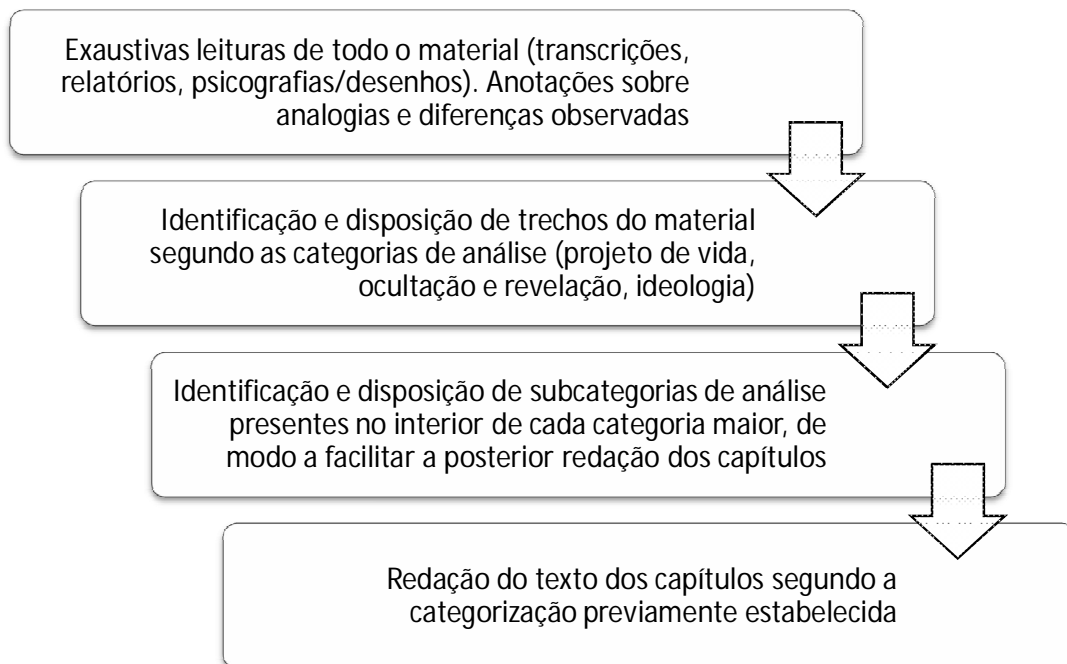 Exaustivas leituras de todo o material (transcrições,
relatórios, psicografias/desenhos). Anotações sobre
analogias e diferenças observadas
Identificação e disposição de trechos do material
segundo as categorias de análise (projeto de vida,
ocultação e revelação, ideologia)
Identificação e disposição de subcategorias de análise
presentes no interior de cada categoria maior, de
modo a facilitar a posterior redação dos capítulos
Redação do texto dos capítulos segundo a
categorização previamente estabelecida